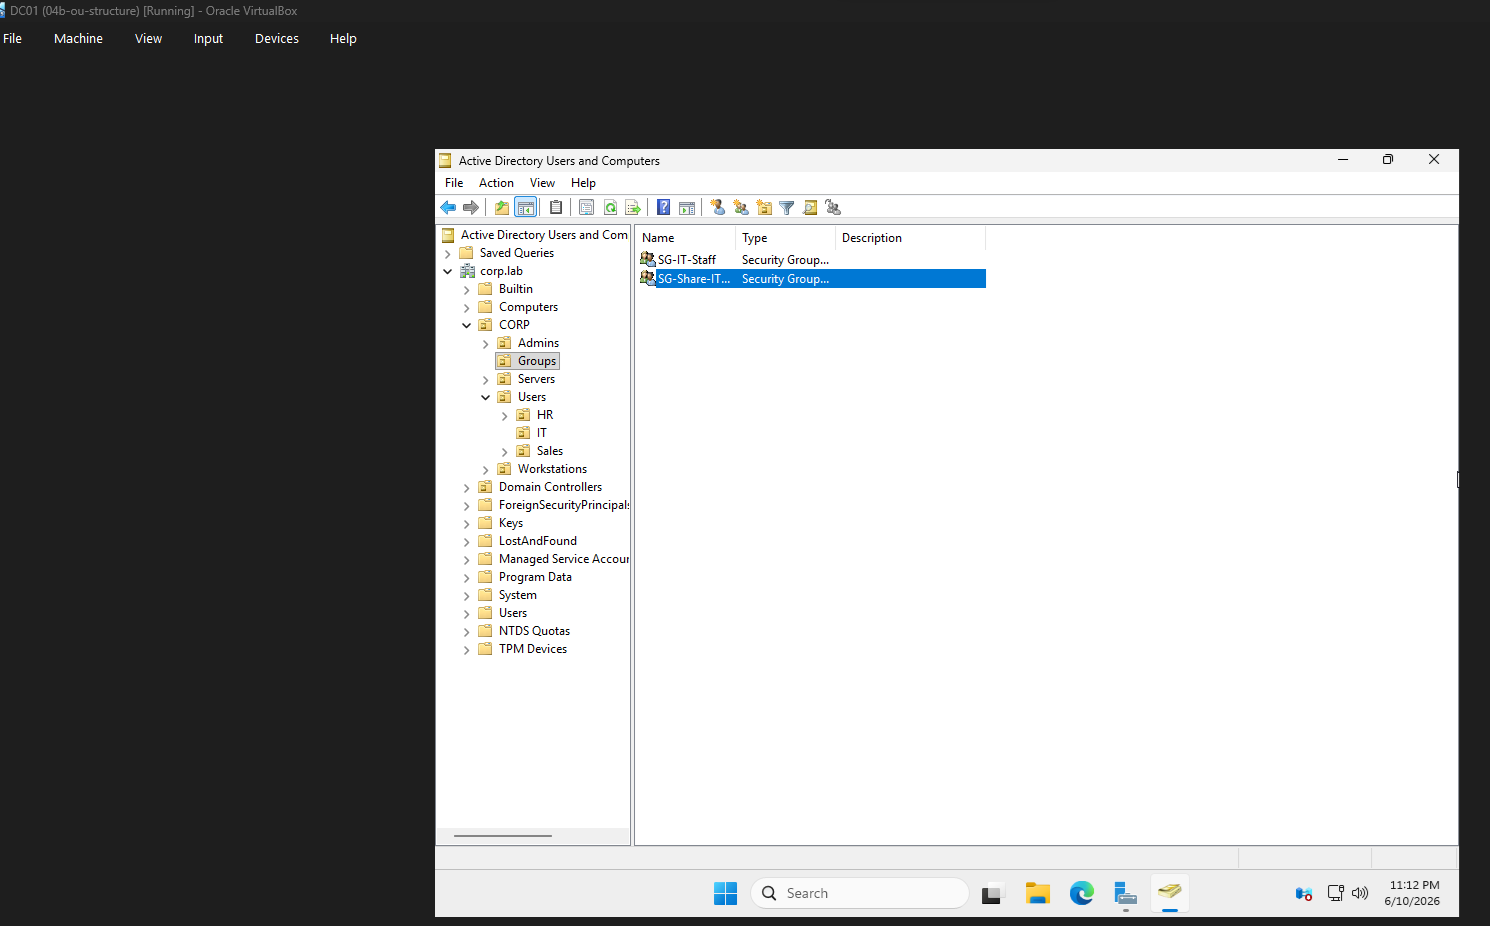 DC01 (04b-ou-structure) [Running] - Oracle VirtualBox
File Machine View Input Devices Help
Active Directory Users and Computers
File Action View Help
Active Directory Users and Com
Saved Queries
corp.lab
Builtin
Computers
CORP
Admins
Groups
Servers
Users
HR
IT
Sales
Workstations
Domain Controllers
ForeignSecurityPrincipals
Keys
LostAndFound
Managed Service Accoun
Program Data
System
Users
NTDS Quotas
TPM Devices
Name Type Description
SG-IT-Staff Security Group...
SG-Share-IT... Security Group...
Search
11:12 PM
6/10/2026